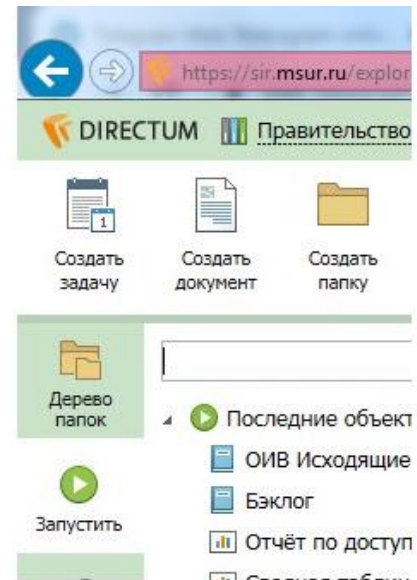 https://sir.msur.ru/explor
DIRECTUM Правительство
Создать задачу
Создать документ
Создать папку
1
Дерево папок
Последние объект
ОИВ Исходящие
Бэклог
Запустить
Отчёт по доступ